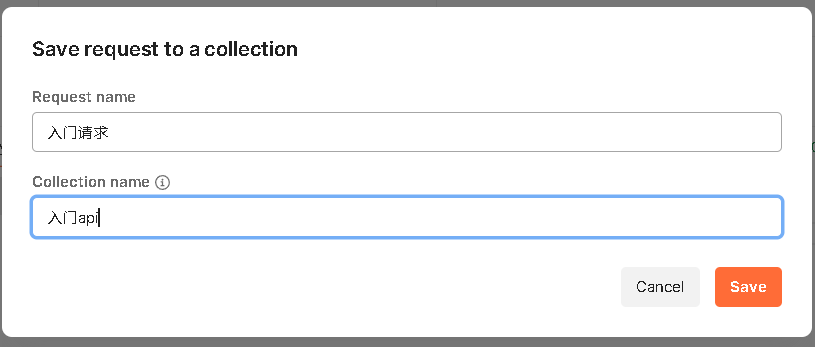 Save request to a collection
Request name
入门请求
Collection name
入门api
Cancel
Save